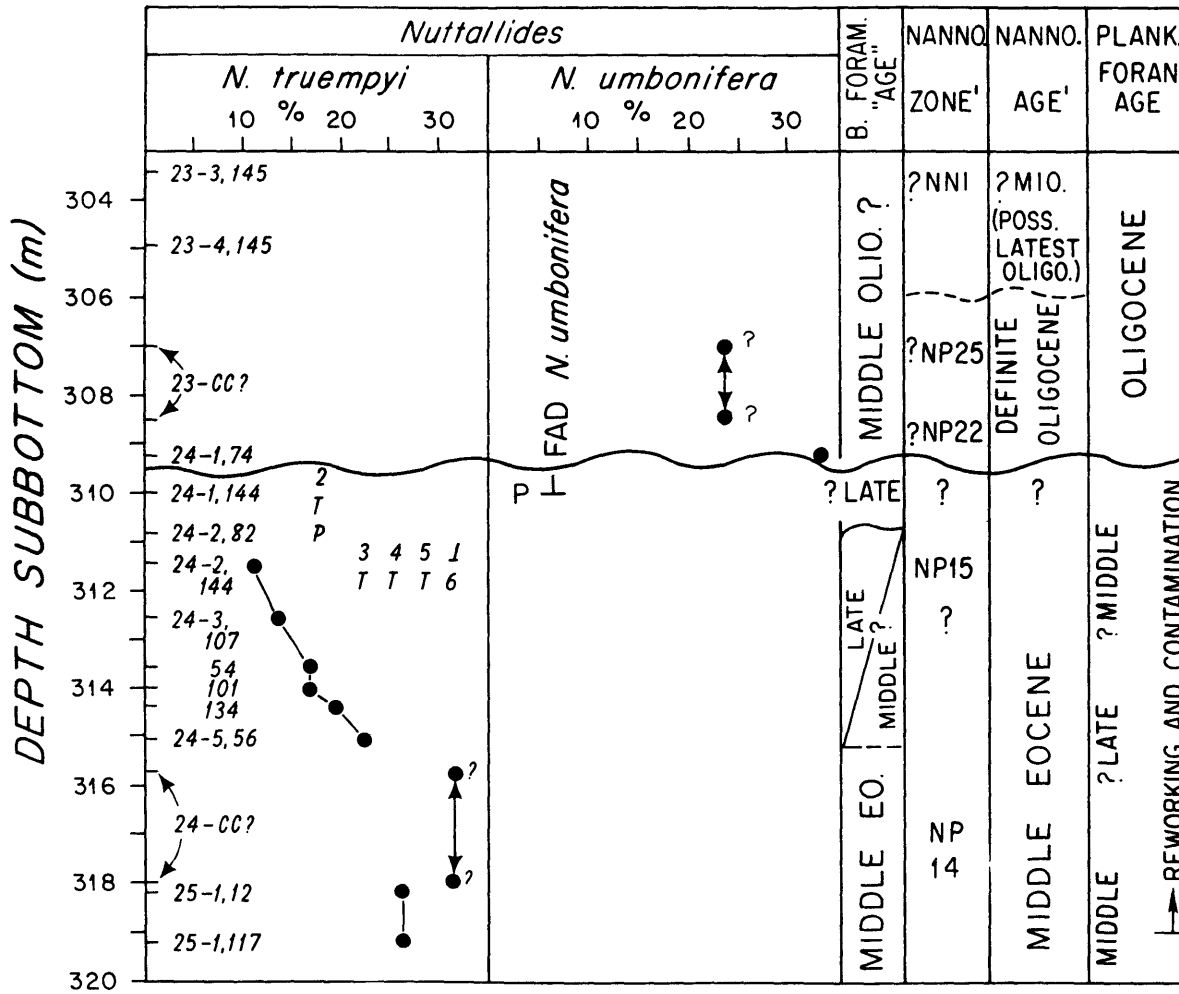 Nuttallides
N. truempyi
%
10 20 30
N. umbonifera
%
10 20 30
B. FORAM.
"AGE"
NANNO.
ZONE'
NANNO.
AGE'
PLANK.
FORAN
AGE
DEPTH SUBBOTTOM (m)
304
306
308
310
312
314
316
318
320
23-3,145
23-4,145
23-CC?
24-1,74
24-1,144
24-2,82
24-2,
144
24-3,
107
54
101
134
24-5,56
24-CC?
25-1,12
25-1,117
2
T
P
3 4 5 1
T T T 6
?
?
FAD N. umbonifera
P
?
?
MIDDLE OLIO. ?
? LATE
LATE
MIDDLE ?
MIDDLE EO.
?NN1
?NP25
?NP22
?
NP15
?
NP
14
?MIO.
(POSS.
LATEST
OLIGO.)
DEFINITE
OLIGOCENE
?
MIDDLE EOCENE
OLIGOCENE
?MIDDLE
?LATE
MIDDLE
REWORKING AND CONTAMINATION